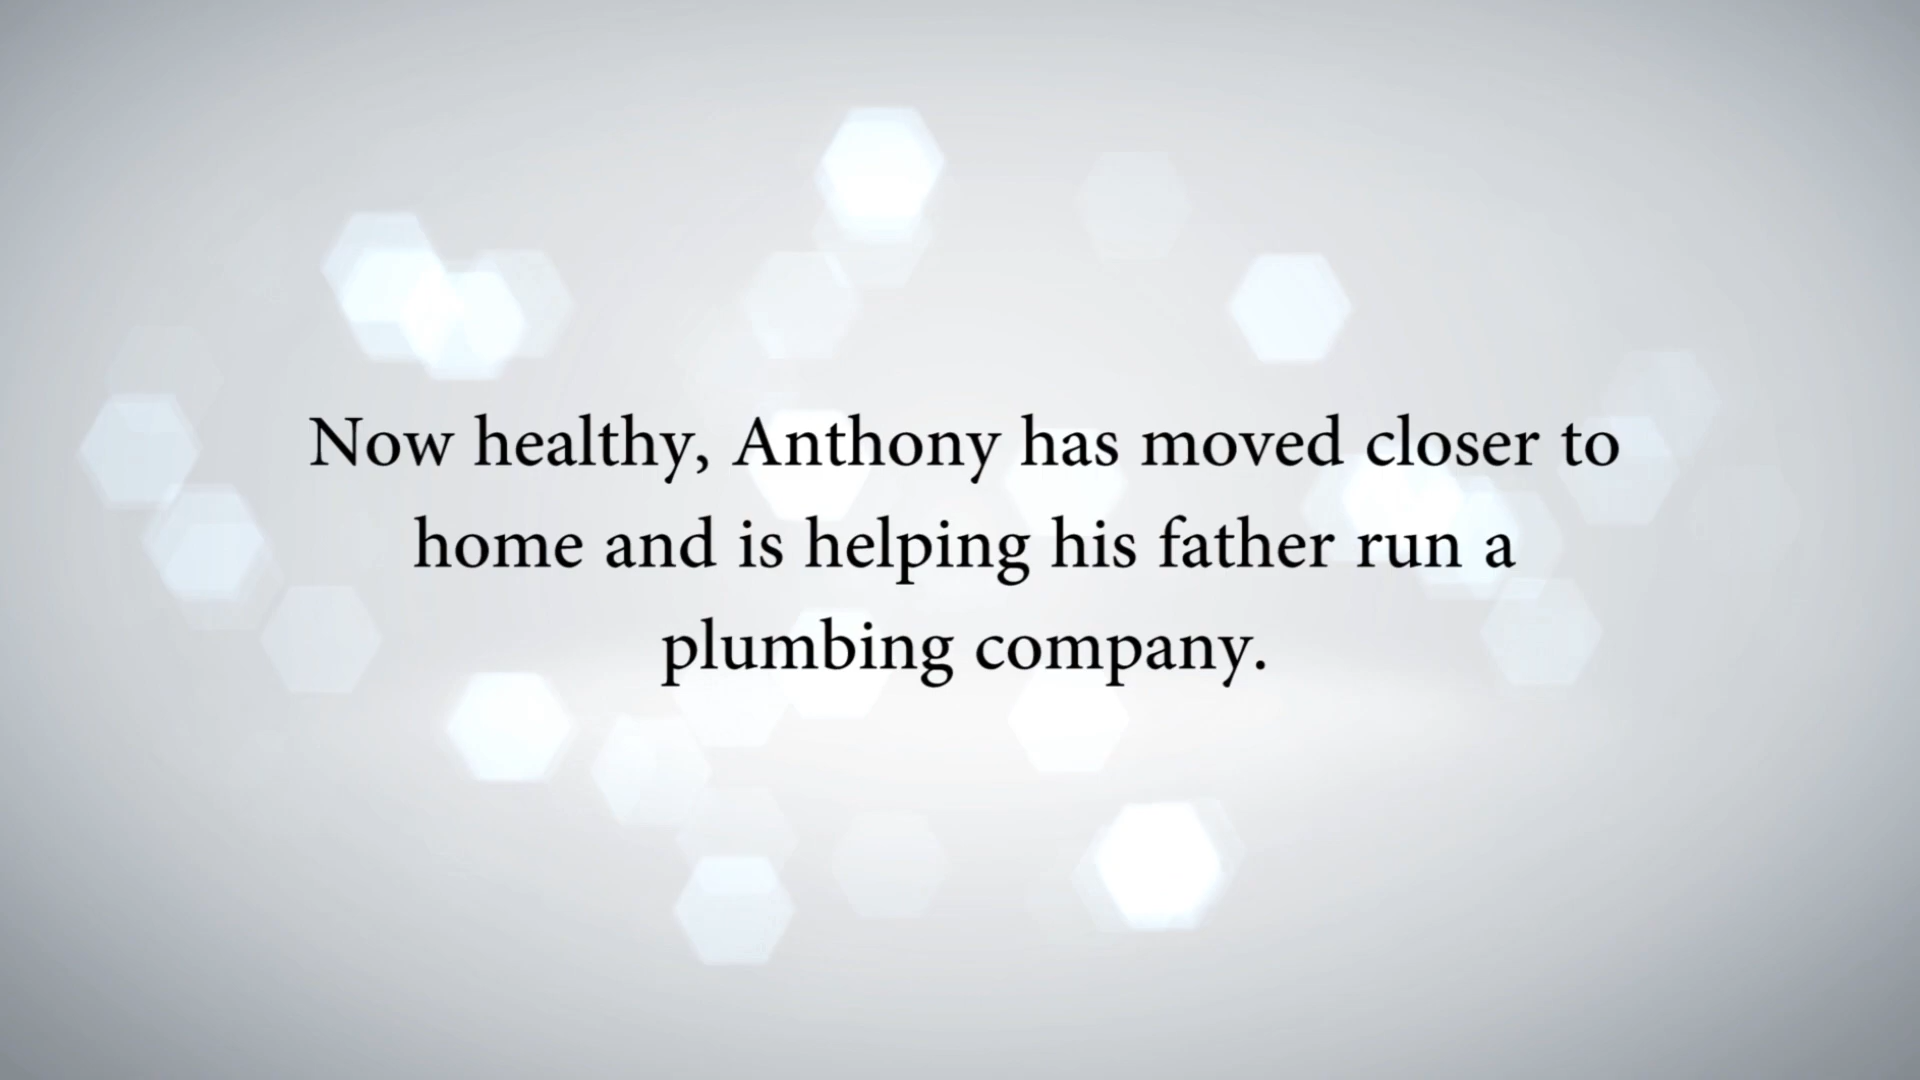 Now healthy, Anthony has moved closer to
home and is helping his father run a
plumbing company.